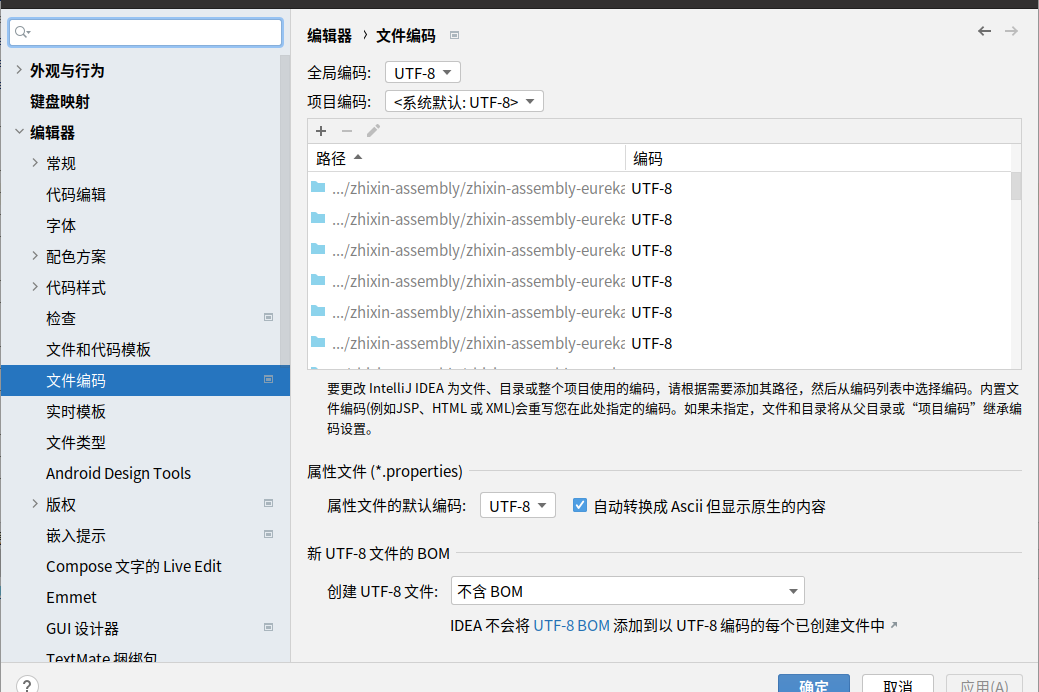 编辑器 › 文件编码
外观与行为
键盘映射
编辑器
常规
代码编辑
字体
配色方案
代码样式
检查
文件和代码模板
文件编码
实时模板
文件类型
Android Design Tools
版权
嵌入提示
Compose 文字的 Live Edit
Emmet
GUI 设计器
TextMate 捆绑包
?
全局编码: UTF-8
项目编码: <系统默认: UTF-8>
路径 编码
.../zhixin-assembly/zhixin-assembly-eureka UTF-8
.../zhixin-assembly/zhixin-assembly-eureka UTF-8
.../zhixin-assembly/zhixin-assembly-eureka UTF-8
.../zhixin-assembly/zhixin-assembly-eureka UTF-8
.../zhixin-assembly/zhixin-assembly-eureka UTF-8
.../zhixin-assembly/zhixin-assembly-eureka UTF-8
要更改 IntelliJ IDEA 为文件、目录或整个项目使用的编码，请根据需要添加其路径，然后从编码列表中选择编码。内置文
件编码(例如JSP、HTML 或 XML)会重写您在此处指定的编码。如果未指定，文件和目录将从父目录或“项目编码”继承编
码设置。
属性文件 (*.properties)
属性文件的默认编码: UTF-8 自动转换成 Ascii 但显示原生的内容
新 UTF-8 文件的 BOM
创建 UTF-8 文件: 不含 BOM
IDEA 不会将 UTF-8 BOM 添加到以 UTF-8 编码的每个已创建文件中
确定 取消 应用(A)